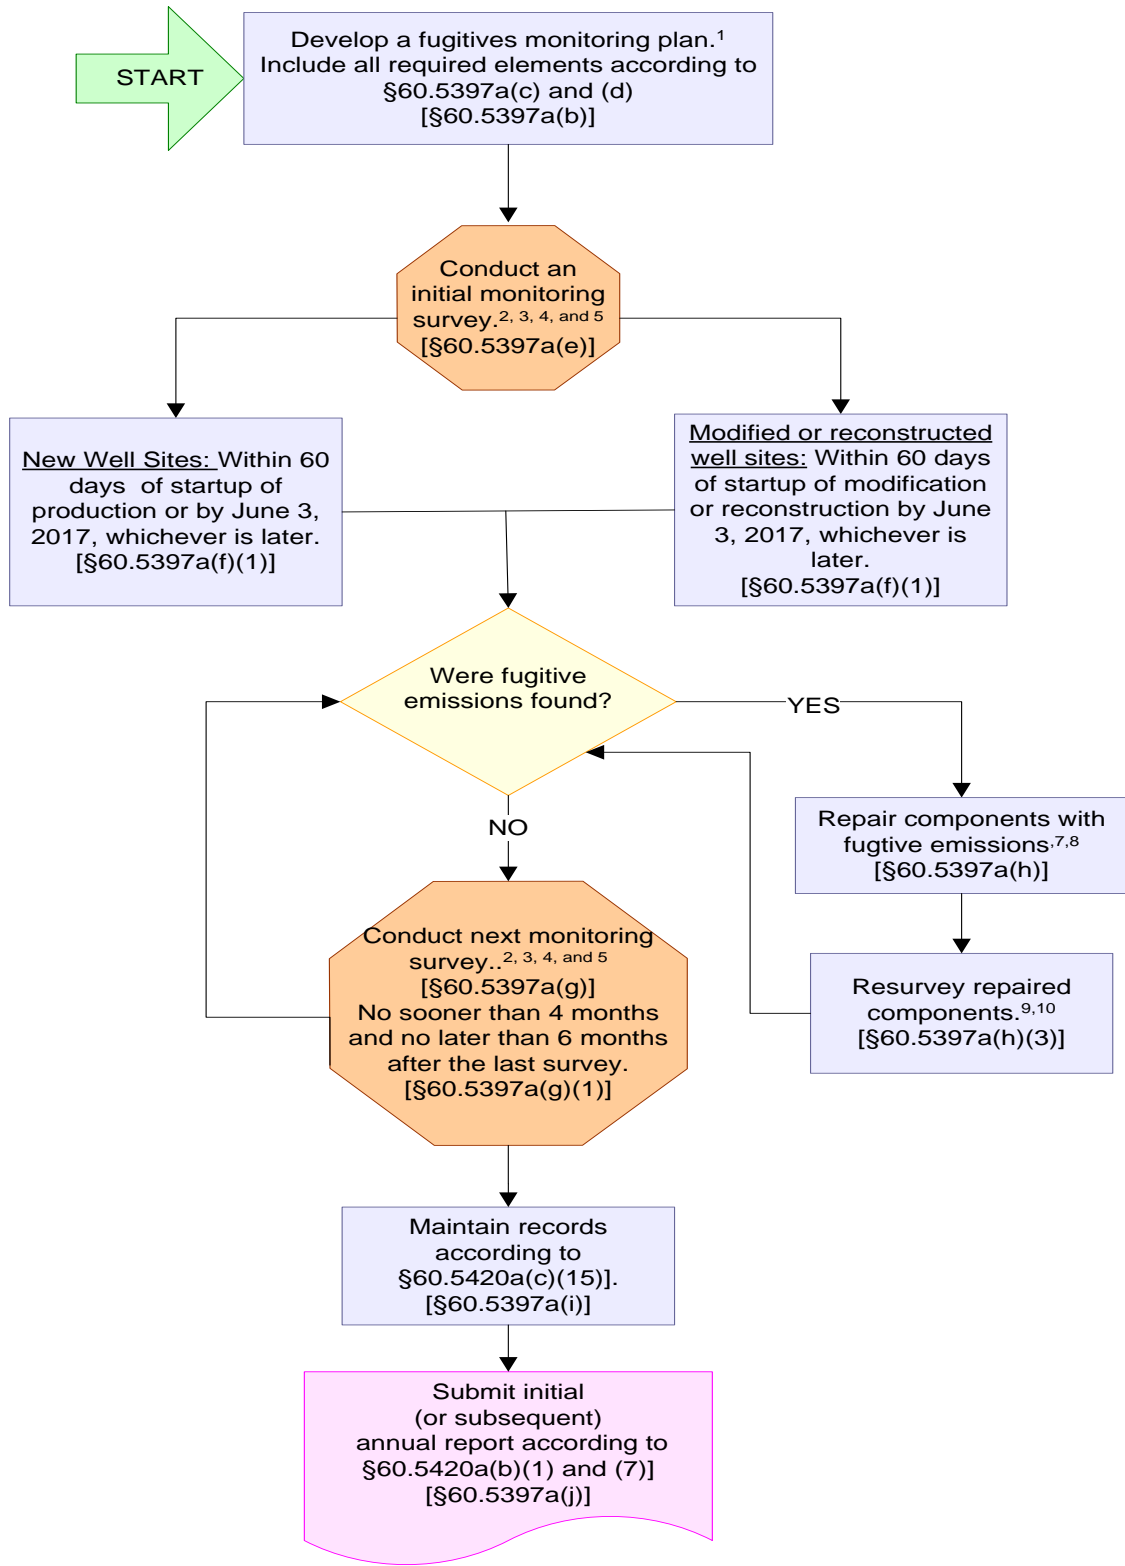 START
Develop a fugitives monitoring plan.¹
Include all required elements according to
§60.5397a(c) and (d)
[§60.5397a(b)]
Conduct an
initial monitoring
survey.²,³,⁴,ᵃⁿᵈ ⁵
[§60.5397a(e)]
New Well Sites: Within 60
days of startup of
production or by June 3,
2017, whichever is later.
[§60.5397a(f)(1)]
Modified or reconstructed
well sites: Within 60 days
of startup of modification
or reconstruction by June
3, 2017, whichever is
later.
[§60.5397a(f)(1)]
Were fugitive
emissions found?
YES
NO
Repair components with
fugtive emissions.,⁷,⁸
[§60.5397a(h)]
Resurvey repaired
components.⁹,¹⁰
[§60.5397a(h)(3)]
Conduct next monitoring
survey..²,³,⁴,ᵃⁿᵈ ⁵
[§60.5397a(g)]
No sooner than 4 months
and no later than 6 months
after the last survey.
[§60.5397a(g)(1)]
Maintain records
according to
§60.5420a(c)(15)].
[§60.5397a(i)]
Submit initial
(or subsequent)
annual report according to
§60.5420a(b)(1) and (7)]
[§60.5397a(j)]